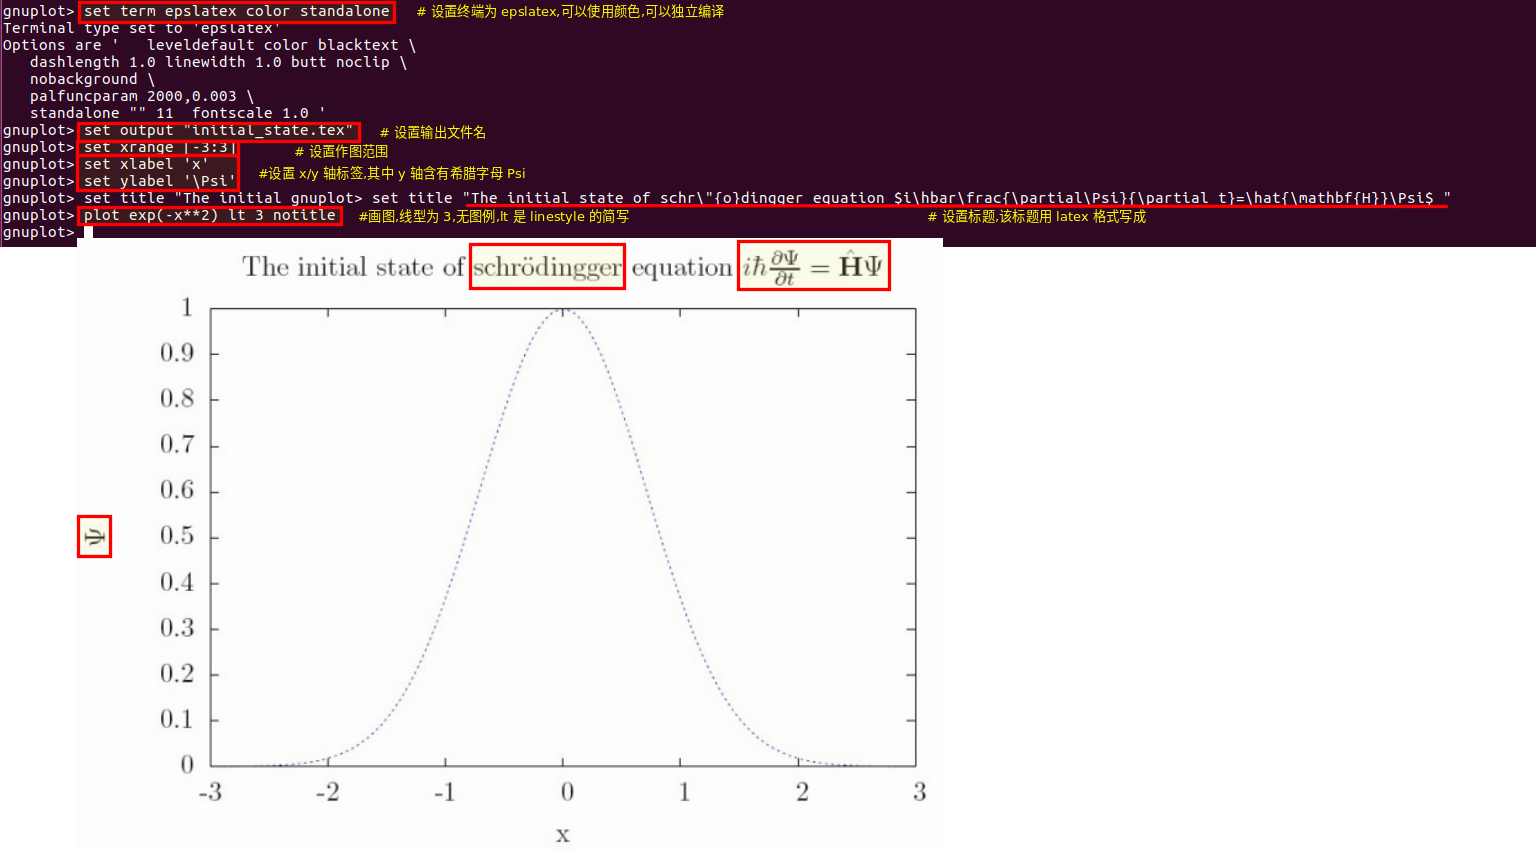 gnuplot> set term epslatex color standalone # 设置终端为 epslatex,可以使用颜色,可以独立编译
Terminal type set to 'epslatex'
Options are '   leveldefault color blacktext \
   dashlength 1.0 linewidth 1.0 butt noclip \
   nobackground \
   palfuncparam 2000,0.003 \
   standalone "" 11  fontscale 1.0 '
gnuplot> set output "initial_state.tex" # 设置输出文件名
gnuplot> set xrange [-3:3] # 设置作图范围
gnuplot> set xlabel 'x'
gnuplot> set ylabel '\Psi' #设置 x/y 轴标签,其中 y 轴含有希腊字母 Psi
gnuplot> set title "The initial gnuplot> set title "The initial state of schr\"{o}dingger equation $i\hbar\frac{\partial\Psi}{\partial t}=\hat{\mathbf{H}}\Psi$ "
gnuplot> plot exp(-x**2) lt 3 notitle #画图,线型为 3,无图例,lt 是 linestyle 的简写 # 设置标题,该标题用 latex 格式写成
gnuplot>
The initial state of schrödingger equation iħ∂Ψ/∂t = ĤΨ
1
0.9
0.8
0.7
0.6
0.5
0.4
0.3
0.2
0.1
0
Ψ
-3 -2 -1 0 1 2 3
x